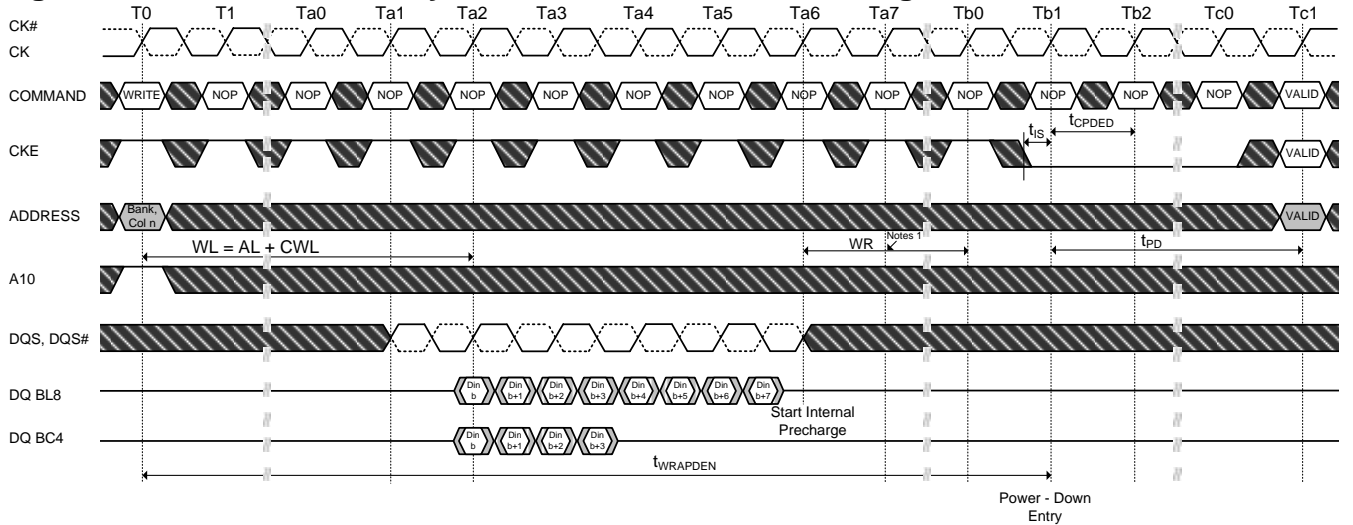 T0 T1 Ta0 Ta1 Ta2 Ta3 Ta4 Ta5 Ta6 Ta7 Tb0 Tb1 Tb2 Tc0 Tc1
CK#
CK
COMMAND WRITE NOP NOP NOP NOP NOP NOP NOP NOP NOP NOP NOP NOP NOP VALID
tIS tCPDED
CKE VALID
ADDRESS Bank, Col n VALID
WL = AL + CWL WR Notes 1 tPD
A10
DQS, DQS#
DQ BL8 Din b Din b+1 Din b+2 Din b+3 Din b+4 Din b+5 Din b+6 Din b+7
Start Internal
Precharge
DQ BC4 Din b Din b+1 Din b+2 Din b+3
tWRAPDEN
Power - Down
Entry